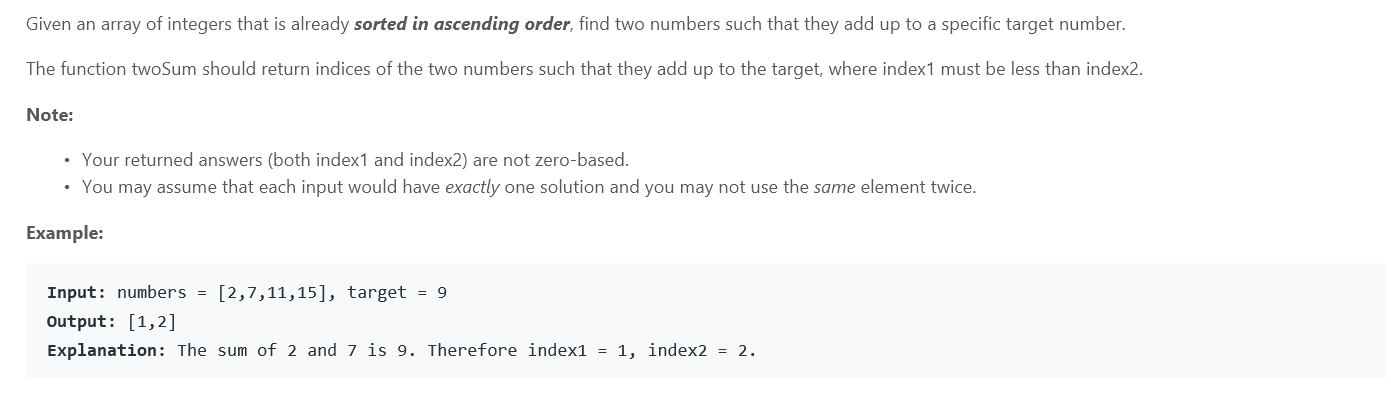 Given an array of integers that is already sorted in ascending order, find two numbers such that they add up to a specific target number.
The function twoSum should return indices of the two numbers such that they add up to the target, where index1 must be less than index2.
Note:
• Your returned answers (both index1 and index2) are not zero-based.
• You may assume that each input would have exactly one solution and you may not use the same element twice.
Example:
Input: numbers = [2,7,11,15], target = 9
Output: [1,2]
Explanation: The sum of 2 and 7 is 9. Therefore index1 = 1, index2 = 2.